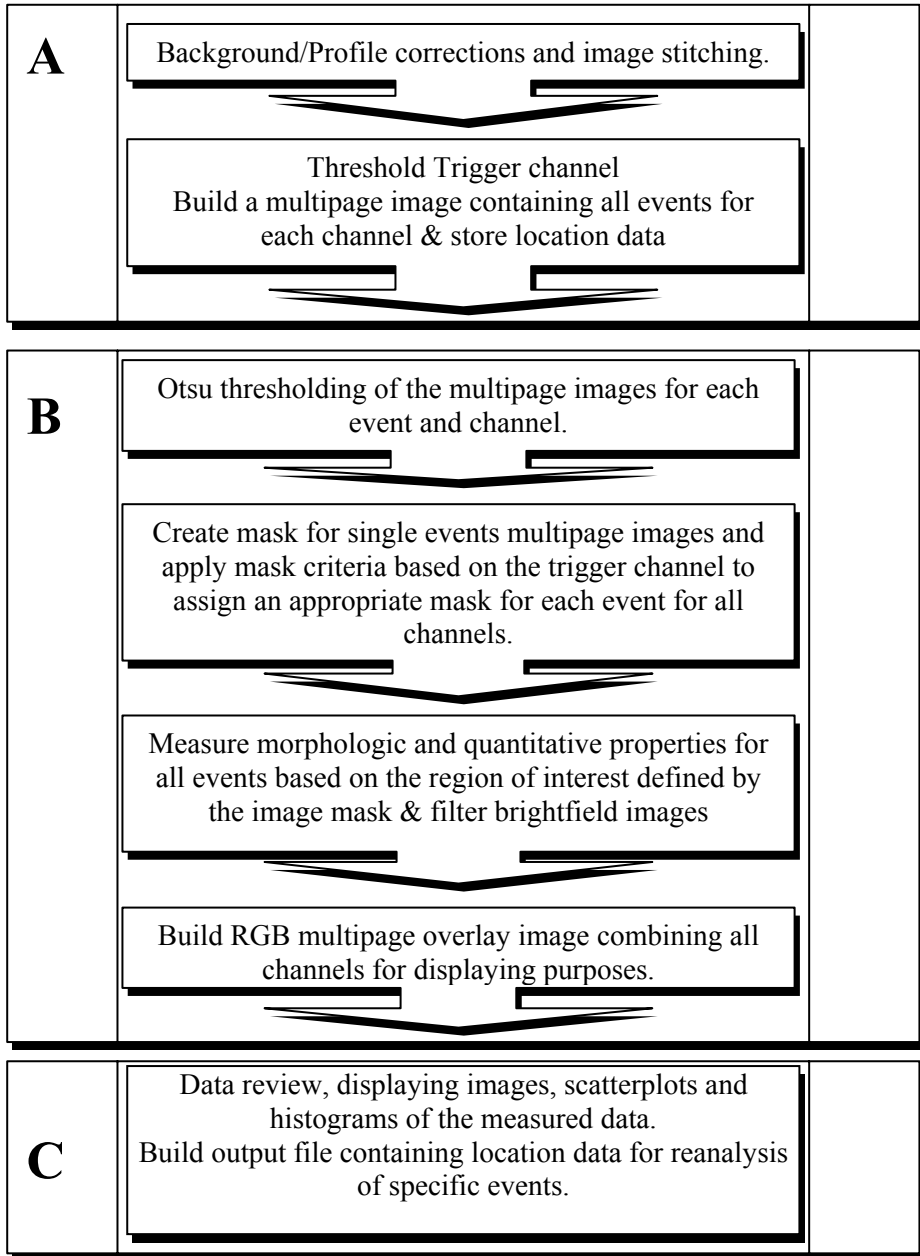 A
Background/Profile corrections and image stitching.
Threshold Trigger channel
Build a multipage image containing all events for
each channel & store location data
B
Otsu thresholding of the multipage images for each
event and channel.
Create mask for single events multipage images and
apply mask criteria based on the trigger channel to
assign an appropriate mask for each event for all
channels.
Measure morphologic and quantitative properties for
all events based on the region of interest defined by
the image mask & filter brightfield images
Build RGB multipage overlay image combining all
channels for displaying purposes.
C
Data review, displaying images, scatterplots and
histograms of the measured data.
Build output file containing location data for reanalysis
of specific events.